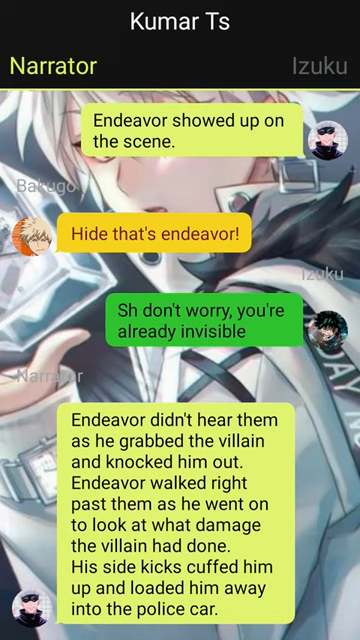 Kumar Ts
Narrator
Izuku
Endeavor showed up on
the scene.
Bakugo
Hide that's endeavor!
Izuku
Sh don't worry, you're
already invisible
Narrator
Endeavor didn't hear them
as he grabbed the villain
and knocked him out.
Endeavor walked right
past them as he went on
to look at what damage
the villain had done.
His side kicks cuffed him
up and loaded him away
into the police car.